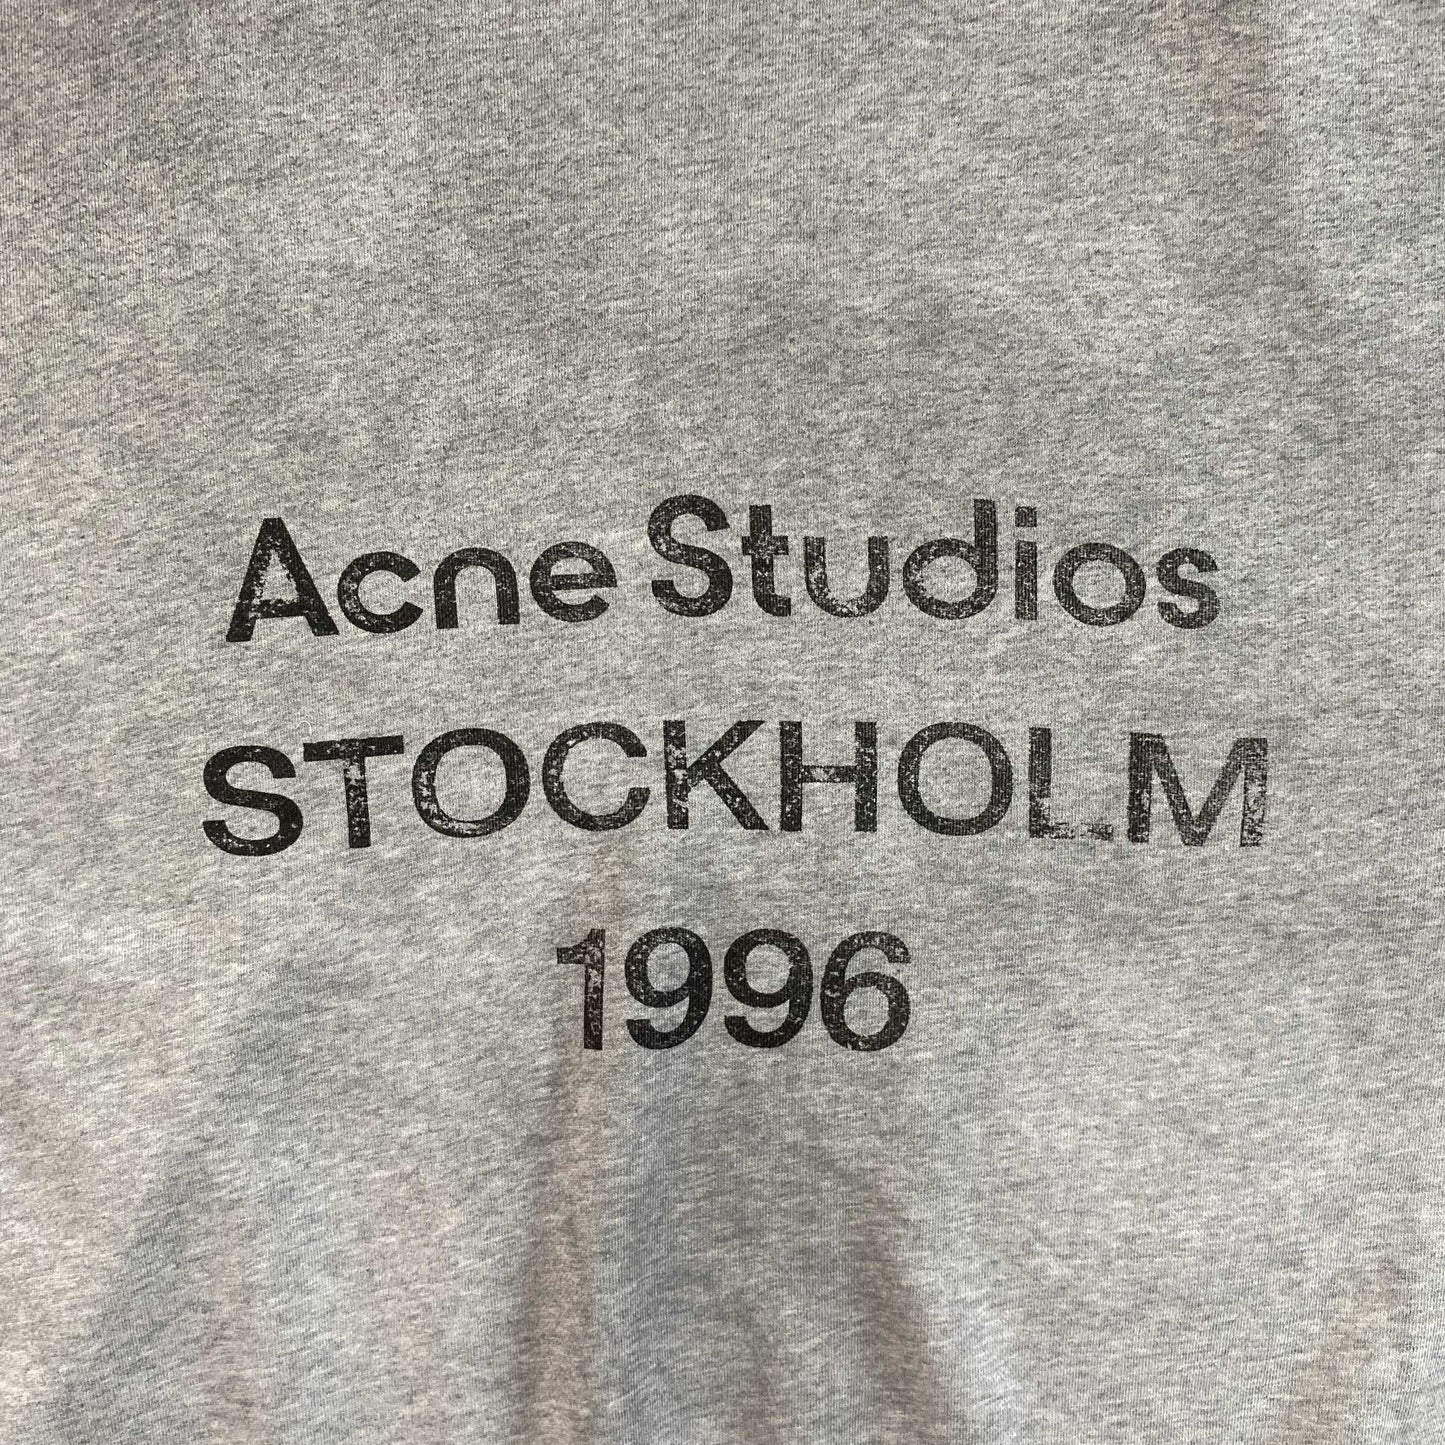 Acne Studios
STOCKHOLM
1996